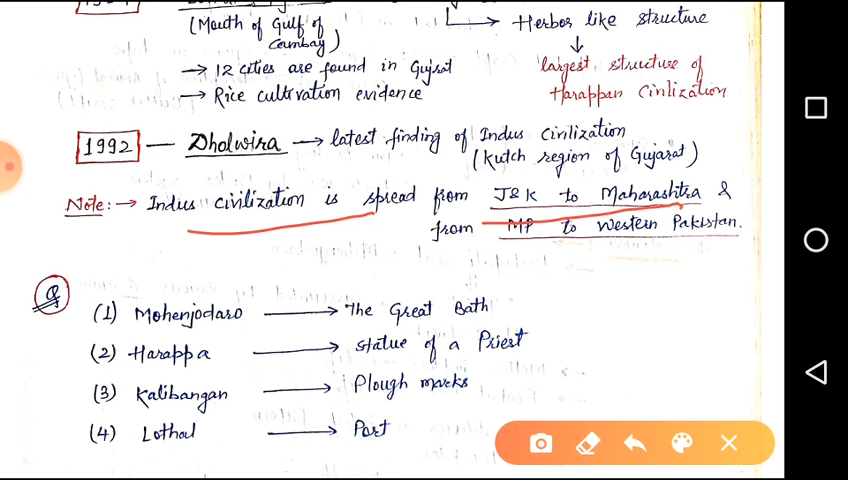 (Mouth of Gulf of Cambay)
→ Herbor like structure
→ 12 cities are found in Gujrat
→ Rice cultivation evidence
↓
largest structure of
Harappan Civilization
1992 — Dholwira → latest finding of Indus Civilization
(Kutch region of Gujarat)
Note:→ Indus civilization is spread from J&K to Maharashtra &
from MP to Western Pakistan.
Q
(1) Mohenjodaro → The Great Bath
(2) Harappa → Statue of a Priest
(3) Kalibangan → Plough marks
(4) Lothal → Part